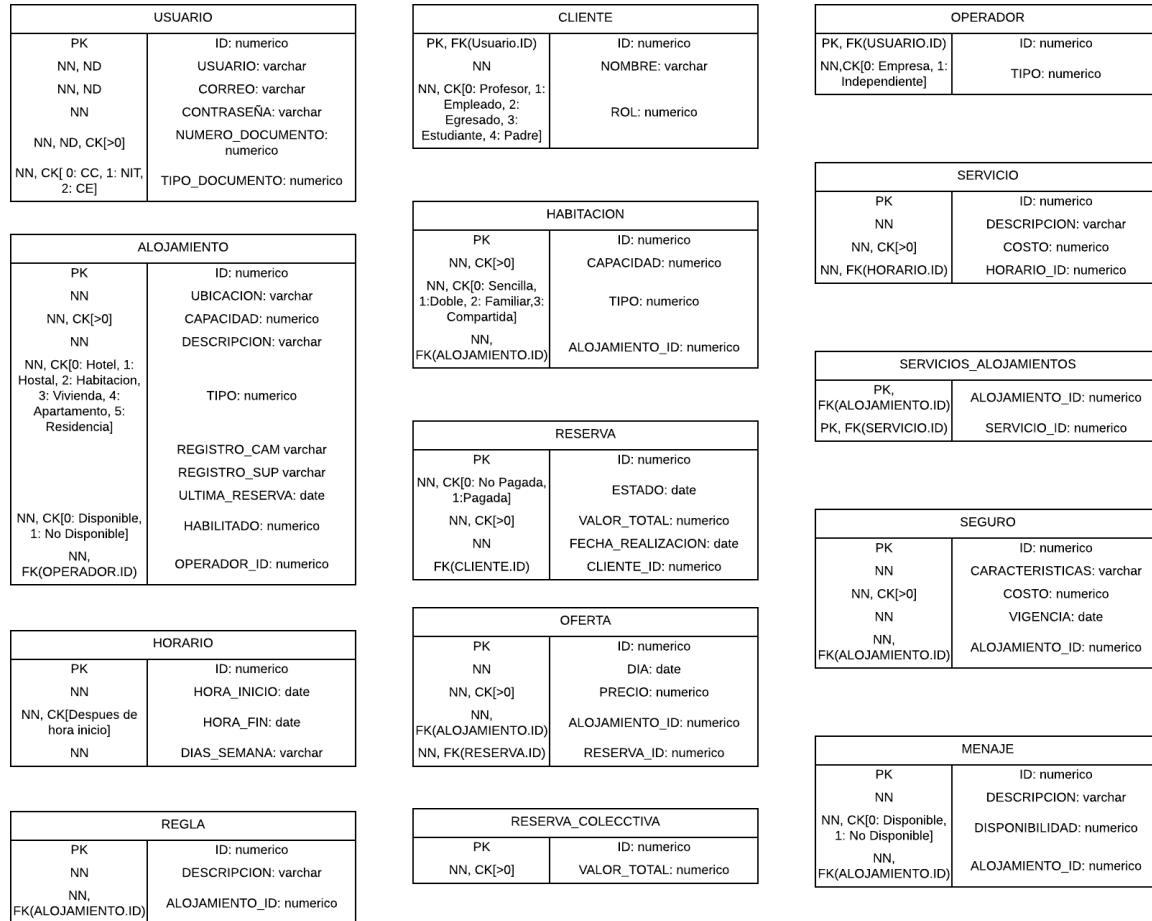 USUARIO
PK
ID: numerico
NN, ND
USUARIO: varchar
NN, ND
CORREO: varchar
NN
CONTRASEÑA: varchar
NN, ND, CK[>0]
NUMERO_DOCUMENTO:
numerico
NN, CK[ 0: CC, 1: NIT,
2: CE]
TIPO_DOCUMENTO: numerico
ALOJAMIENTO
PK
ID: numerico
NN
UBICACION: varchar
NN, CK[>0]
CAPACIDAD: numerico
NN
DESCRIPCION: varchar
NN, CK[0: Hotel, 1:
Hostal, 2: Habitacion,
3: Vivienda, 4:
Apartamento, 5:
Residencia]
TIPO: numerico
REGISTRO_CAM varchar
REGISTRO_SUP varchar
ULTIMA_RESERVA: date
NN, CK[0: Disponible,
1: No Disponible]
HABILITADO: numerico
NN,
FK(OPERADOR.ID)
OPERADOR_ID: numerico
HORARIO
PK
ID: numerico
NN
HORA_INICIO: date
NN, CK[Despues de
hora inicio]
HORA_FIN: date
NN
DIAS_SEMANA: varchar
REGLA
PK
ID: numerico
NN
DESCRIPCION: varchar
NN,
FK(ALOJAMIENTO.ID)
ALOJAMIENTO_ID: numerico
CLIENTE
PK, FK(Usuario.ID)
ID: numerico
NN
NOMBRE: varchar
NN, CK[0: Profesor, 1:
Empleado, 2:
Egresado, 3:
Estudiante, 4: Padre]
ROL: numerico
HABITACION
PK
ID: numerico
NN, CK[>0]
CAPACIDAD: numerico
NN, CK[0: Sencilla,
1:Doble, 2: Familiar,3:
Compartida]
TIPO: numerico
NN,
FK(ALOJAMIENTO.ID)
ALOJAMIENTO_ID: numerico
RESERVA
PK
ID: numerico
NN, CK[0: No Pagada,
1:Pagada]
ESTADO: date
NN, CK[>0]
VALOR_TOTAL: numerico
NN
FECHA_REALIZACION: date
FK(CLIENTE.ID)
CLIENTE_ID: numerico
OFERTA
PK
ID: numerico
NN
DIA: date
NN, CK[>0]
PRECIO: numerico
NN,
FK(ALOJAMIENTO.ID)
ALOJAMIENTO_ID: numerico
NN, FK(RESERVA.ID)
RESERVA_ID: numerico
RESERVA_COLECCTIVA
PK
ID: numerico
NN, CK[>0]
VALOR_TOTAL: numerico
OPERADOR
PK, FK(USUARIO.ID)
ID: numerico
NN,CK[0: Empresa, 1:
Independiente]
TIPO: numerico
SERVICIO
PK
ID: numerico
NN
DESCRIPCION: varchar
NN, CK[>0]
COSTO: numerico
NN, FK(HORARIO.ID)
HORARIO_ID: numerico
SERVICIOS_ALOJAMIENTOS
PK,
FK(ALOJAMIENTO.ID)
ALOJAMIENTO_ID: numerico
PK, FK(SERVICIO.ID)
SERVICIO_ID: numerico
SEGURO
PK
ID: numerico
NN
CARACTERISTICAS: varchar
NN, CK[>0]
COSTO: numerico
NN
VIGENCIA: date
NN,
FK(ALOJAMIENTO.ID)
ALOJAMIENTO_ID: numerico
MENAJE
PK
ID: numerico
NN
DESCRIPCION: varchar
NN, CK[0: Disponible,
1: No Disponible]
DISPONIBILIDAD: numerico
NN,
FK(ALOJAMIENTO.ID)
ALOJAMIENTO_ID: numerico